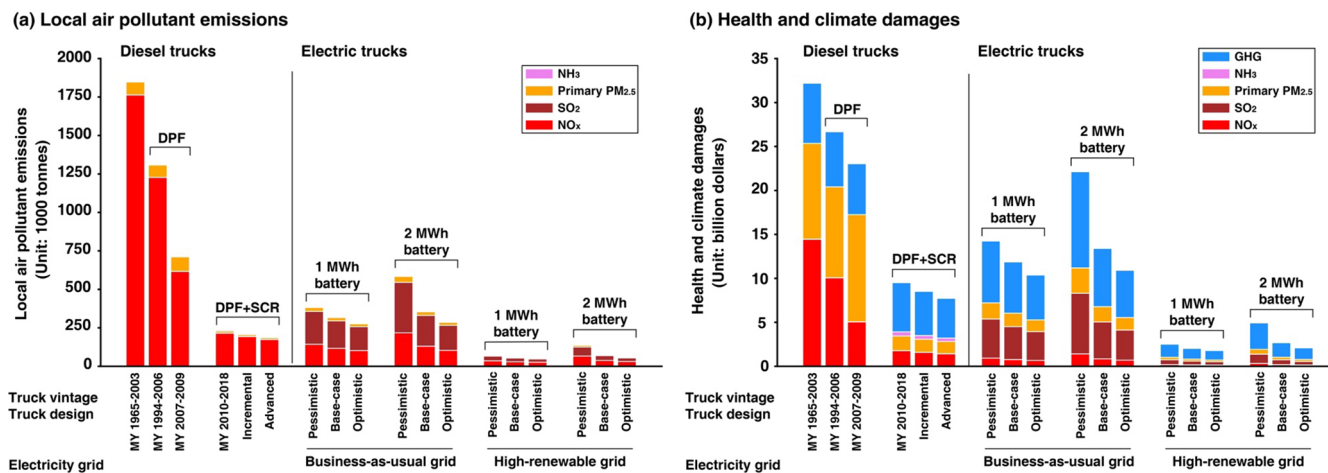 (a) Local air pollutant emissions
Diesel trucks
Electric trucks
Local air pollutant emissions
(Unit: 1000 tonnes)
2000
1750
1500
1250
1000
750
500
250
0
NH3
Primary PM2.5
SO2
NOx
DPF
DPF+SCR
1 MWh
battery
2 MWh
battery
1 MWh
battery
2 MWh
battery
Truck vintage
Truck design
MY 1965-2003
MY 1994-2006
MY 2007-2009
MY 2010-2018
Incremental
Advanced
Pessimistic
Base-case
Optimistic
Pessimistic
Base-case
Optimistic
Pessimistic
Base-case
Optimistic
Pessimistic
Base-case
Optimistic
Electricity grid
Business-as-usual grid
High-renewable grid
(b) Health and climate damages
Diesel trucks
Electric trucks
Health and climate damages
(Unit: billion dollars)
35
30
25
20
15
10
5
0
GHG
NH3
Primary PM2.5
SO2
NOx
DPF
DPF+SCR
1 MWh
battery
2 MWh
battery
1 MWh
battery
2 MWh
battery
Truck vintage
Truck design
MY 1965-2003
MY 1994-2006
MY 2007-2009
MY 2010-2018
Incremental
Advanced
Pessimistic
Base-case
Optimistic
Pessimistic
Base-case
Optimistic
Pessimistic
Base-case
Optimistic
Pessimistic
Base-case
Optimistic
Electricity grid
Business-as-usual grid
High-renewable grid